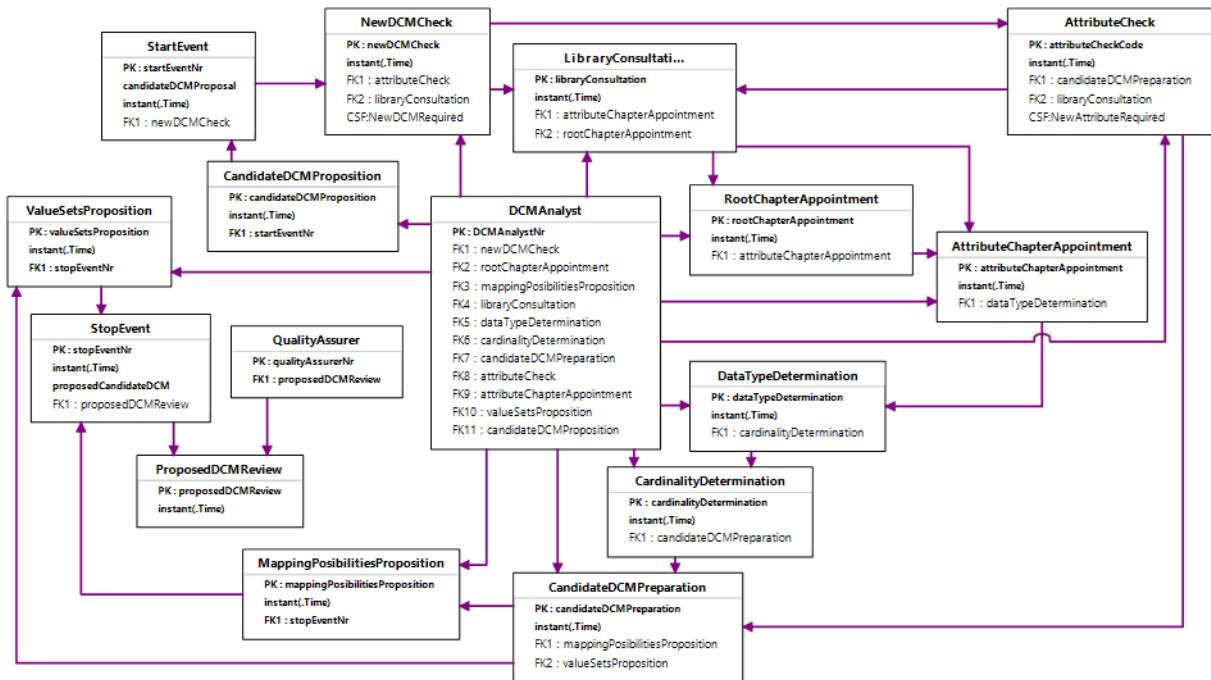 NewDCMCheck
PK : newDCMCheck
instant(.Time)
FK1 : attributeCheck
FK2 : libraryConsultation
CSF:NewDCMRequired
AttributeCheck
PK : attributeCheckCode
instant(.Time)
FK1 : candidateDCMPreparation
FK2 : libraryConsultation
CSF:NewAttributeRequired
StartEvent
PK : startEventNr
candidateDCMProposal
instant(.Time)
FK1 : newDCMCheck
LibraryConsultati...
PK : libraryConsultation
instant(.Time)
FK1 : attributeChapterAppointment
FK2 : rootChapterAppointment
CandidateDCMProposition
PK : candidateDCMProposition
instant(.Time)
FK1 : startEventNr
ValueSetsProposition
PK : valueSetsProposition
instant(.Time)
FK1 : stopEventNr
DCMAnalyst
PK : DCMAnalystNr
FK1 : newDCMCheck
FK2 : rootChapterAppointment
FK3 : mappingPosibilitiesProposition
FK4 : libraryConsultation
FK5 : dataTypeDetermination
FK6 : cardinalityDetermination
FK7 : candidateDCMPreparation
FK8 : attributeCheck
FK9 : attributeChapterAppointment
FK10 : valueSetsProposition
FK11 : candidateDCMProposition
RootChapterAppointment
PK : rootChapterAppointment
instant(.Time)
FK1 : attributeChapterAppointment
AttributeChapterAppointment
PK : attributeChapterAppointment
instant(.Time)
FK1 : dataTypeDetermination
StopEvent
PK : stopEventNr
instant(.Time)
proposedCandidateDCM
FK1 : proposedDCMReview
QualityAssurer
PK : qualityAssurerNr
FK1 : proposedDCMReview
DataTypeDetermination
PK : dataTypeDetermination
instant(.Time)
FK1 : cardinalityDetermination
ProposedDCMReview
PK : proposedDCMReview
instant(.Time)
CardinalityDetermination
PK : cardinalityDetermination
instant(.Time)
FK1 : candidateDCMPreparation
MappingPosibilitiesProposition
PK : mappingPosibilitiesProposition
instant(.Time)
FK1 : stopEventNr
CandidateDCMPreparation
PK : candidateDCMPreparation
instant(.Time)
FK1 : mappingPosibilitiesProposition
FK2 : valueSetsProposition